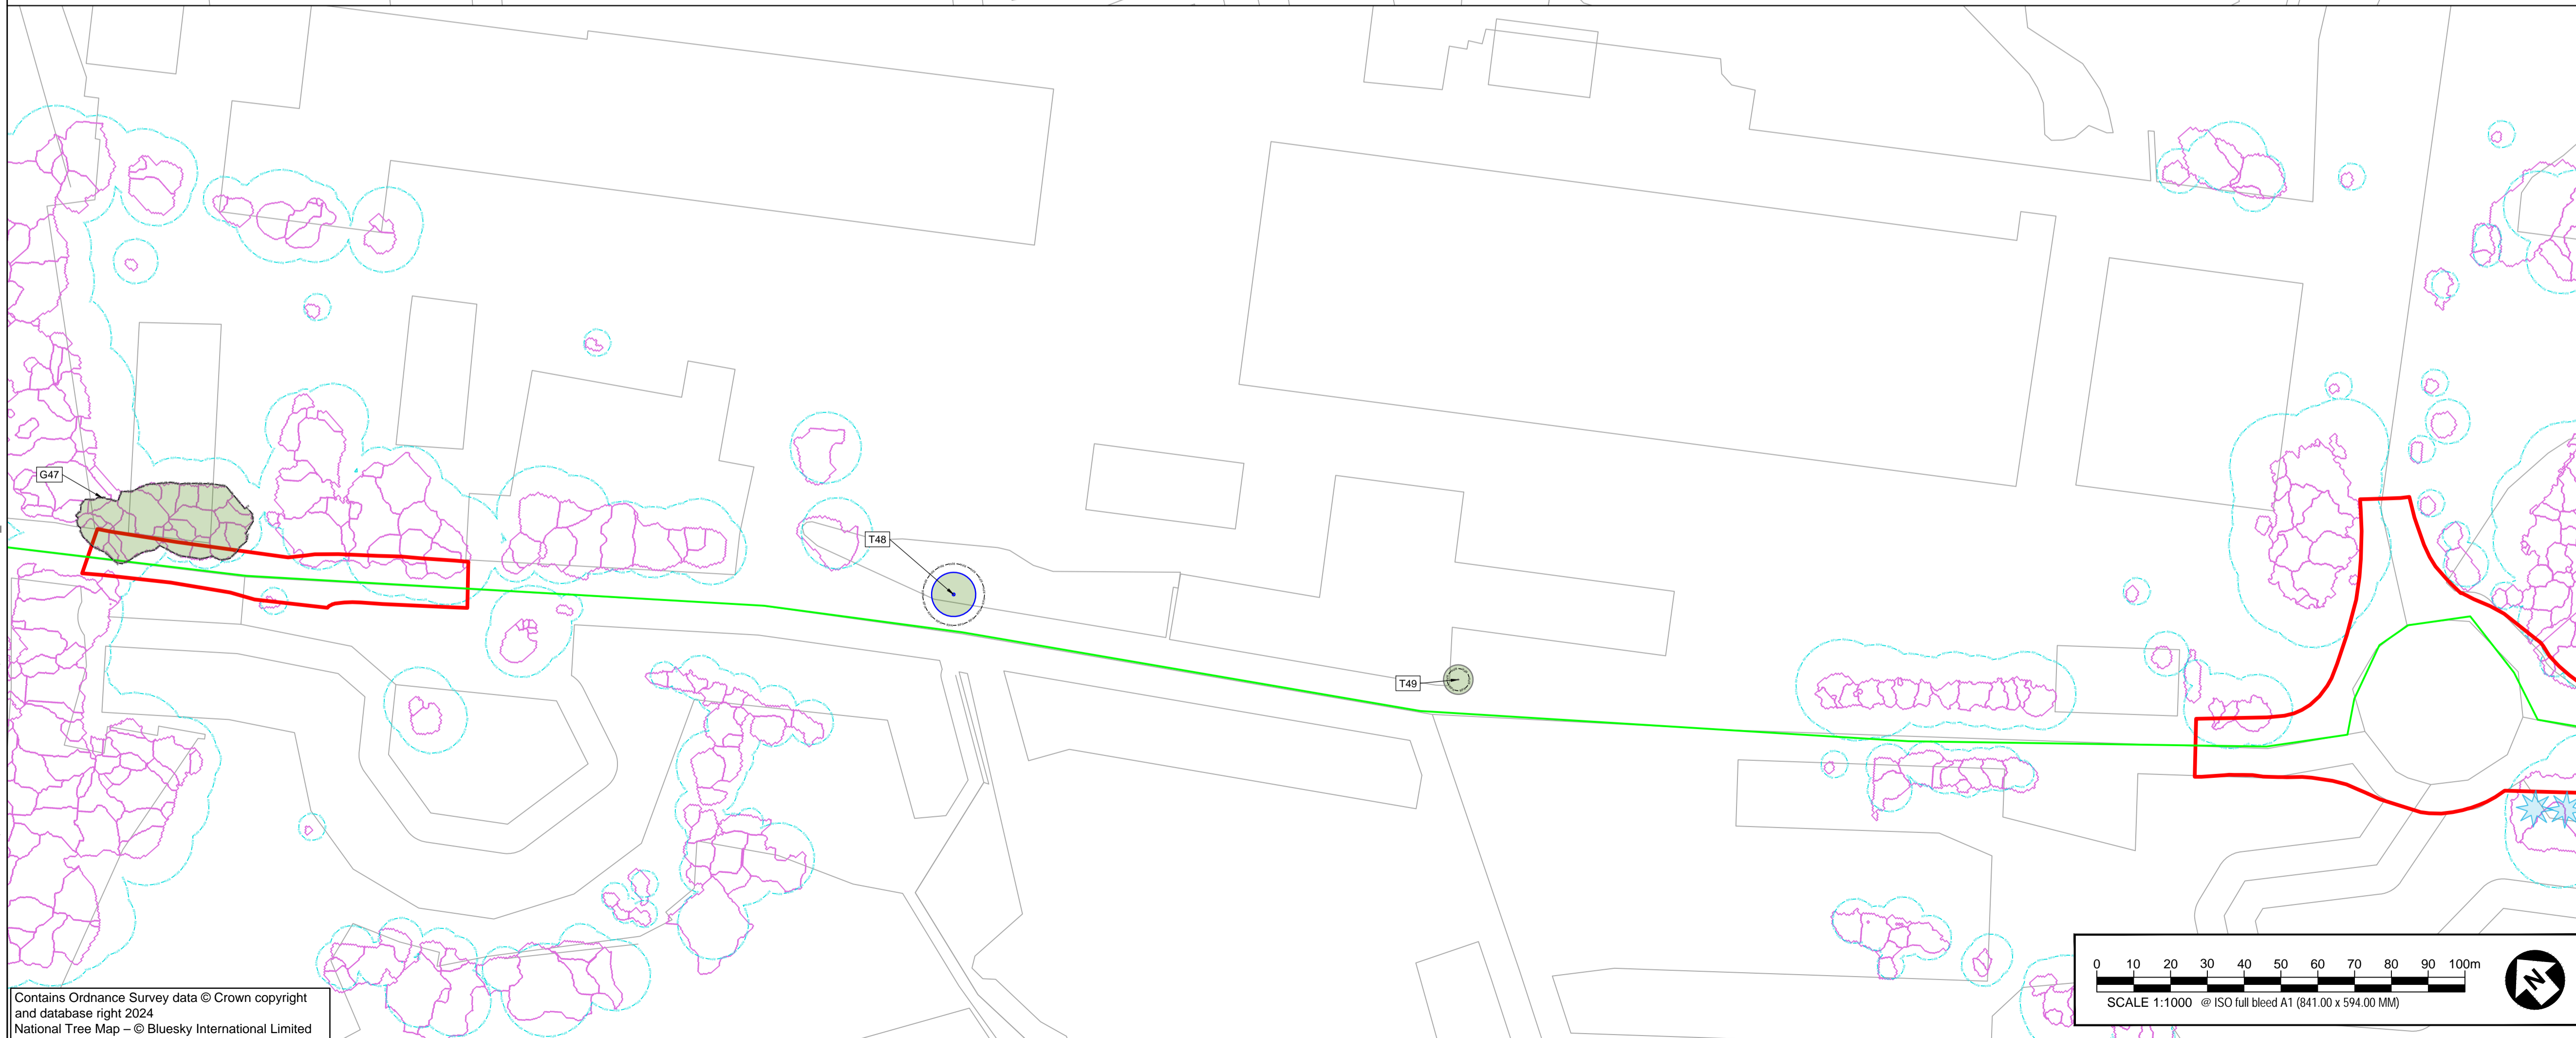 G47
T48
T49
0 10 20 30 40 50 60 70 80 90 100m
SCALE 1:1000 @ ISO full bleed A1 (841.00 x 594.00 MM)
N
Contains Ordnance Survey data © Crown copyright
and database right 2024
National Tree Map – © Bluesky International Limited